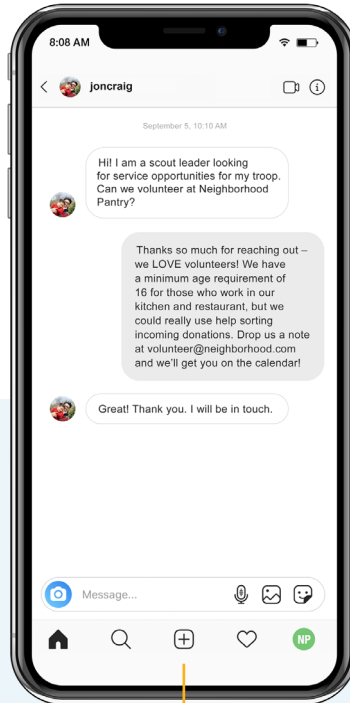 8:08 AM
joncraig
September 5, 10:10 AM
Hi! I am a scout leader looking
for service opportunities for my troop.
Can we volunteer at Neighborhood
Pantry?
Thanks so much for reaching out –
we LOVE volunteers! We have
a minimum age requirement of
16 for those who work in our
kitchen and restaurant, but we
could really use help sorting
incoming donations. Drop us a note
at volunteer@neighborhood.com
and we’ll get you on the calendar!
Great! Thank you. I will be in touch.
Message...
NP